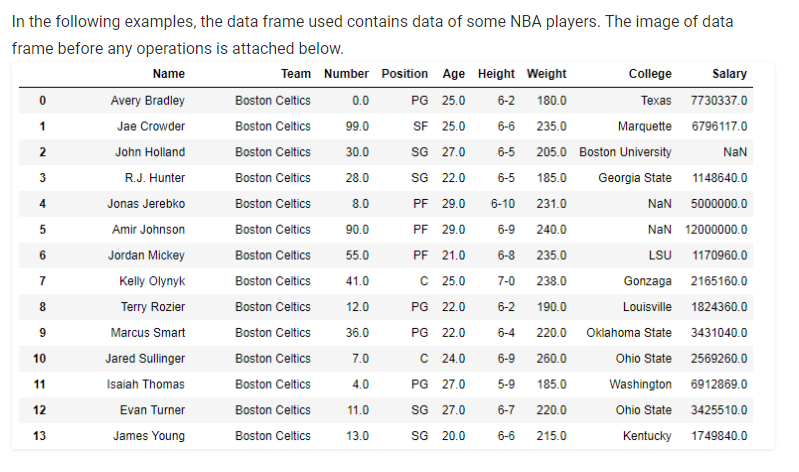 In the following examples, the data frame used contains data of some NBA players. The image of data
frame before any operations is attached below.
Name Team Number Position Age Height Weight College Salary
0 Avery Bradley Boston Celtics 0.0 PG 25.0 6-2 180.0 Texas 7730337.0
1 Jae Crowder Boston Celtics 99.0 SF 25.0 6-6 235.0 Marquette 6796117.0
2 John Holland Boston Celtics 30.0 SG 27.0 6-5 205.0 Boston University NaN
3 R.J. Hunter Boston Celtics 28.0 SG 22.0 6-5 185.0 Georgia State 1148640.0
4 Jonas Jerebko Boston Celtics 8.0 PF 29.0 6-10 231.0 NaN 5000000.0
5 Amir Johnson Boston Celtics 90.0 PF 29.0 6-9 240.0 NaN 12000000.0
6 Jordan Mickey Boston Celtics 55.0 PF 21.0 6-8 235.0 LSU 1170960.0
7 Kelly Olynyk Boston Celtics 41.0 C 25.0 7-0 238.0 Gonzaga 2165160.0
8 Terry Rozier Boston Celtics 12.0 PG 22.0 6-2 190.0 Louisville 1824360.0
9 Marcus Smart Boston Celtics 36.0 PG 22.0 6-4 220.0 Oklahoma State 3431040.0
10 Jared Sullinger Boston Celtics 7.0 C 24.0 6-9 260.0 Ohio State 2569260.0
11 Isaiah Thomas Boston Celtics 4.0 PG 27.0 5-9 185.0 Washington 6912869.0
12 Evan Turner Boston Celtics 11.0 SG 27.0 6-7 220.0 Ohio State 3425510.0
13 James Young Boston Celtics 13.0 SG 20.0 6-6 215.0 Kentucky 1749840.0